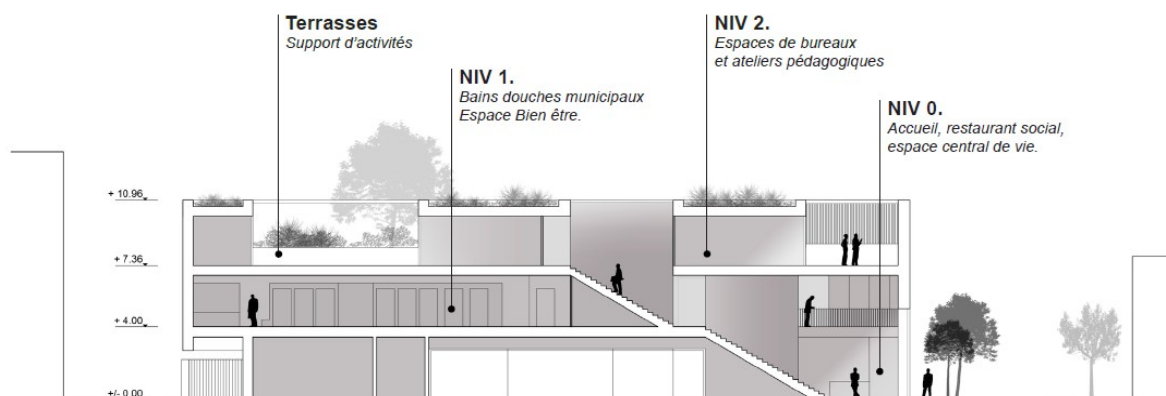 Terrasses
Support d'activités
NIV 1.
Bains douches municipaux
Espace Bien être.
NIV 2.
Espaces de bureaux
et ateliers pédagogiques
NIV 0.
Accueil, restaurant social,
espace central de vie.
+ 10.96
+ 7.36
+ 4.00
+/- 0.00